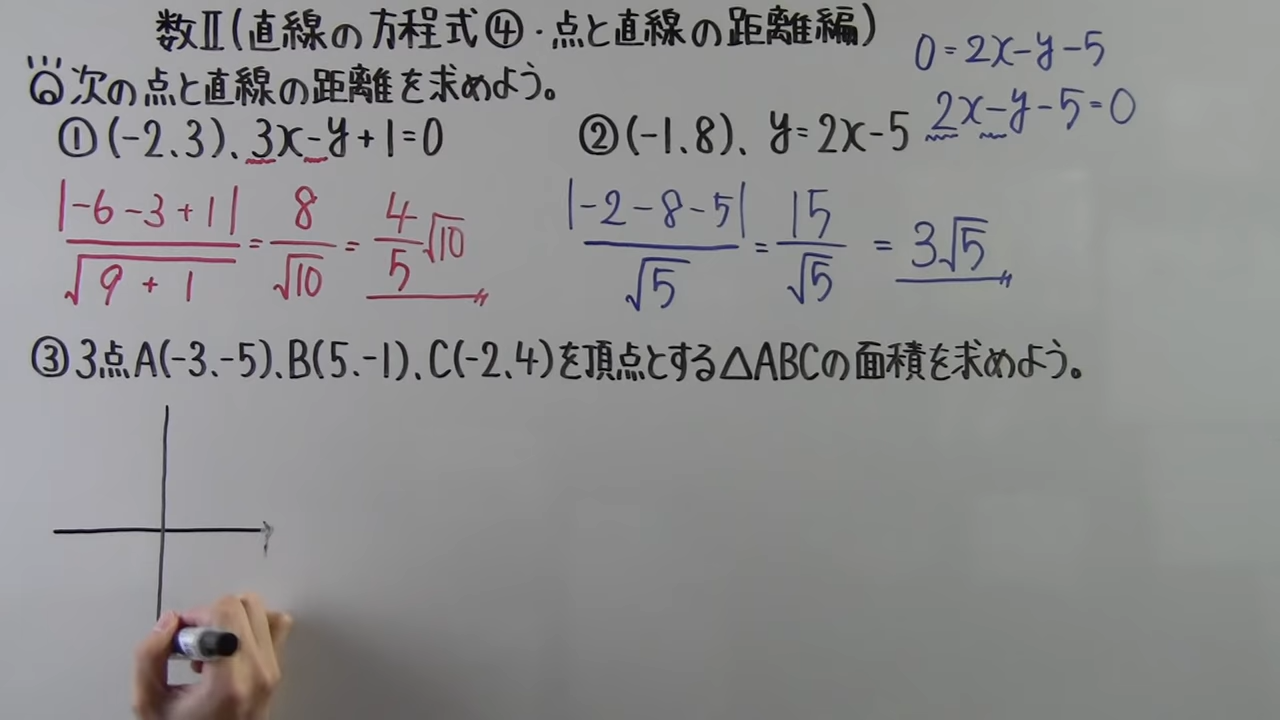 数Ⅱ(直線の方程式④・点と直線の距離編)
Q次の点と直線の距離を求めよう。
①(-2、3)、3x-y+1=0
|-6-3+1|/√9+1 = 8/√10 = 4/5√10
②(-1、8)、y=2x-5
0=2x-y-5
2x-y-5=0
|-2-8-5|/√5 = 15/√5 = 3√5
③3点A(-3、-5)、B(5、-1)、C(-2、4)を頂点とする△ABCの面積を求めよう。